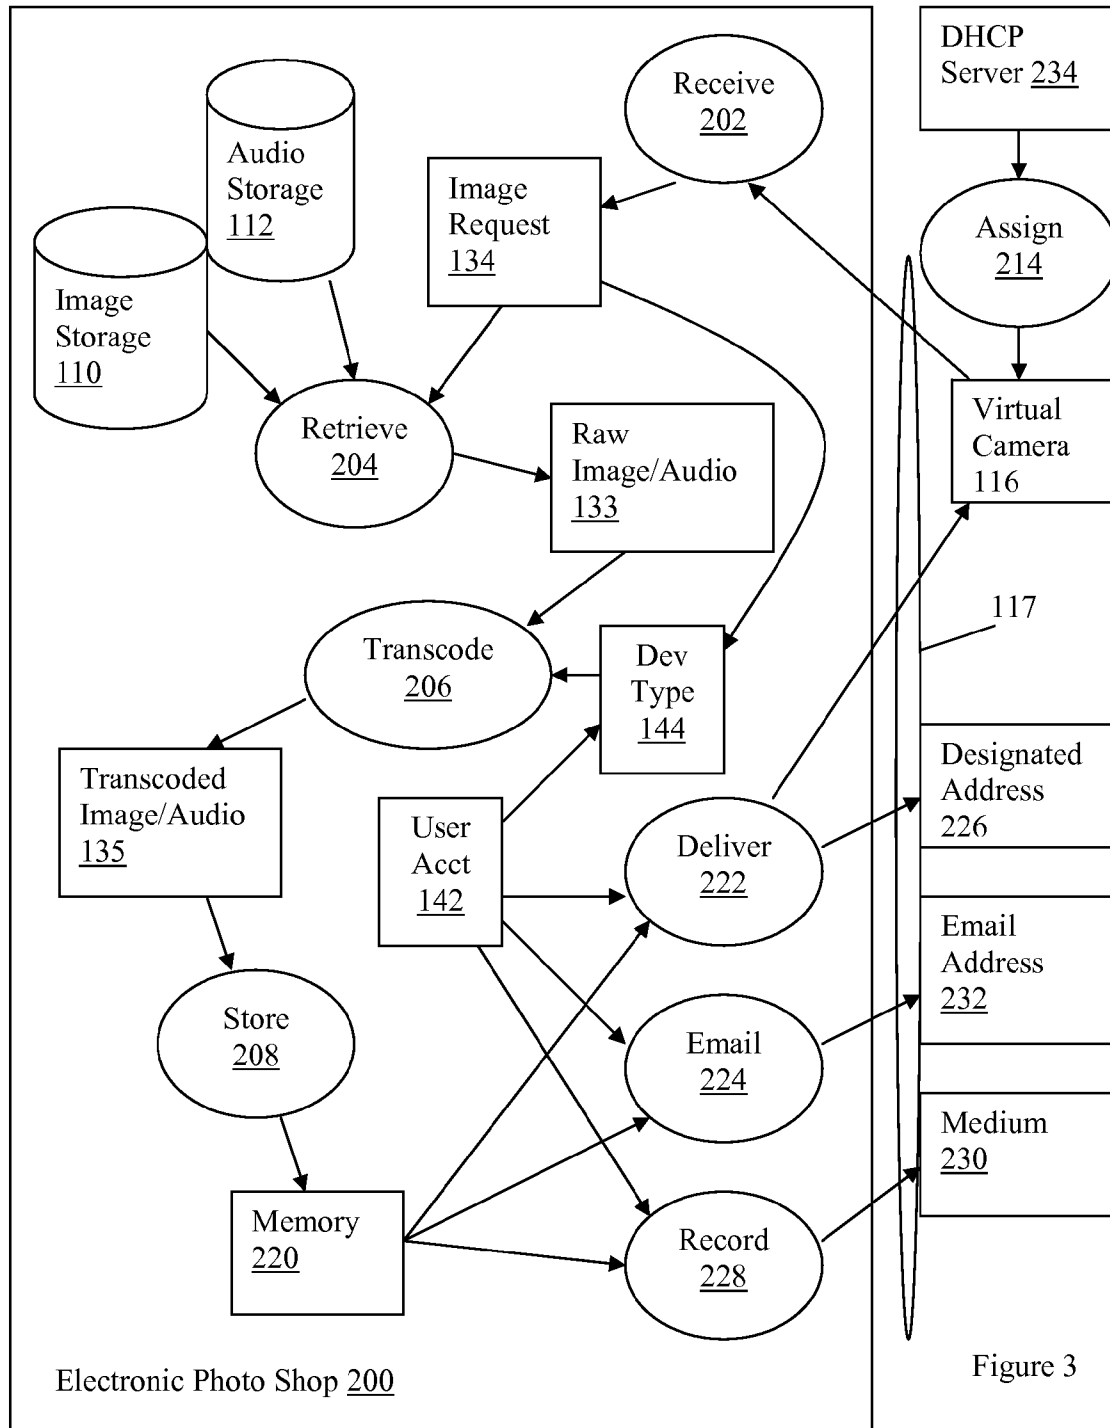 DHCP
Server 234
Receive
202
Audio
Storage
112
Image
Request
134
Assign
214
Image
Storage
110
Virtual
Camera
116
Retrieve
204
Raw
Image/Audio
133
117
Transcode
206
Dev
Type
144
Transcoded
Image/Audio
135
User
Acct
142
Deliver
222
Designated
Address
226
Email
Address
232
Store
208
Email
224
Medium
230
Memory
220
Record
228
Electronic Photo Shop 200
Figure 3